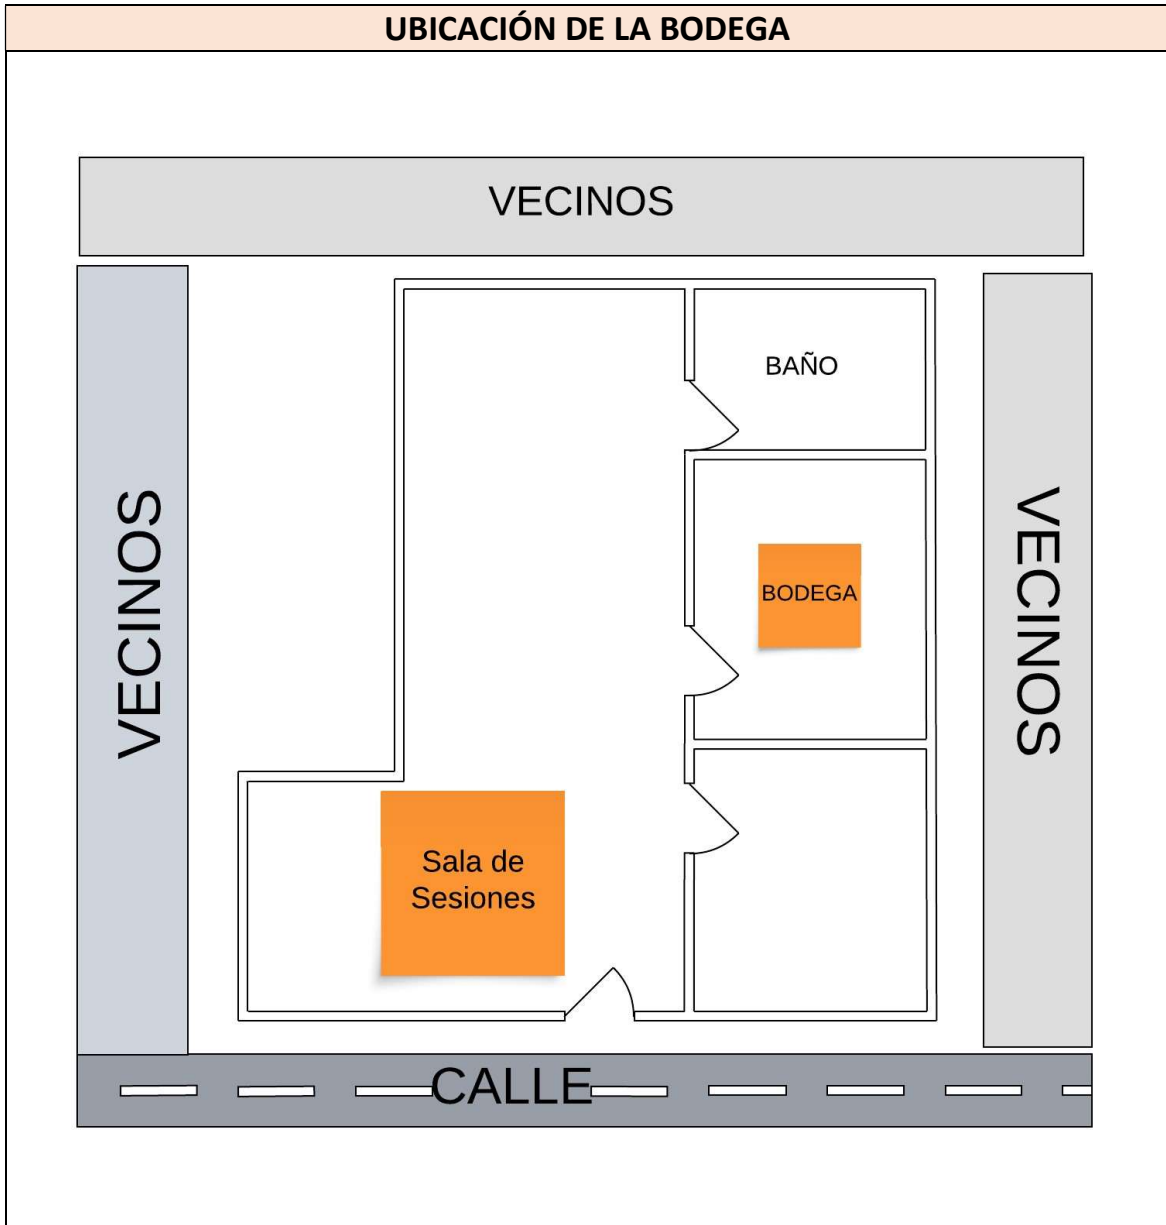 UBICACIÓN DE LA BODEGA
VECINOS
BAÑO
VECINOS
BODEGA
VECINOS
Sala de
Sesiones
CALLE